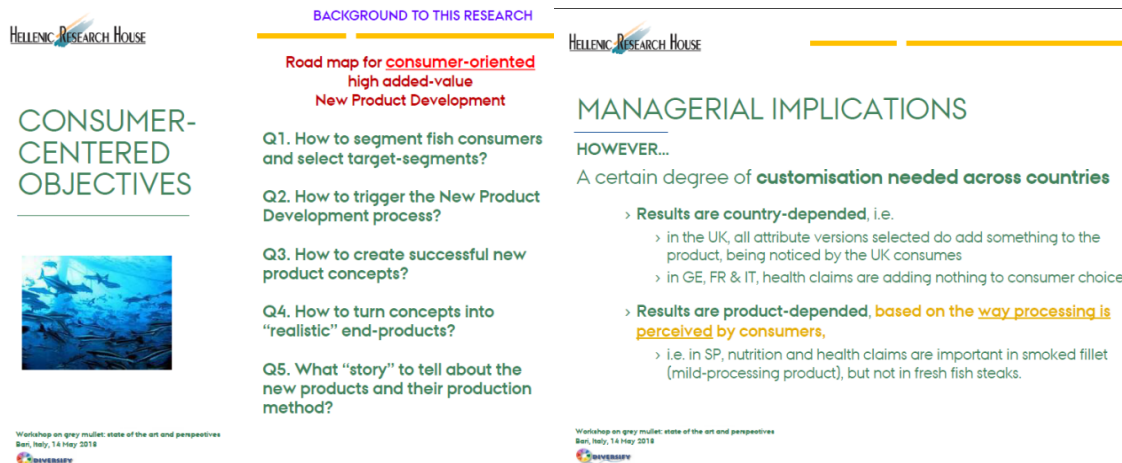 HELLENIC RESEARCH HOUSE
CONSUMER-
CENTERED
OBJECTIVES
Workshop on grey mullet: state of the art and perspectives
Bari, Italy, 14 May 2018
DIVERSIFY
BACKGROUND TO THIS RESEARCH
Road map for consumer-oriented
high added-value
New Product Development
Q1. How to segment fish consumers
and select target-segments?
Q2. How to trigger the New Product
Development process?
Q3. How to create successful new
product concepts?
Q4. How to turn concepts into
“realistic” end-products?
Q5. What “story” to tell about the
new products and their production
method?
HELLENIC RESEARCH HOUSE
MANAGERIAL IMPLICATIONS
HOWEVER...
A certain degree of customisation needed across countries
› Results are country-depended, i.e.
› in the UK, all attribute versions selected do add something to the
product, being noticed by the UK consumes
› in GE, FR & IT, health claims are adding nothing to consumer choice
› Results are product-depended, based on the way processing is
perceived by consumers,
› i.e. in SP, nutrition and health claims are important in smoked fillet
(mild-processing product), but not in fresh fish steaks.
Workshop on grey mullet: state of the art and perspectives
Bari, Italy, 14 May 2018
DIVERSIFY